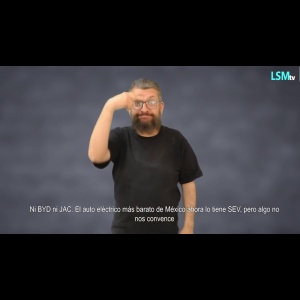 LSMtv
Ni BYD ni JAC. El auto eléctrico más barato de México ahora lo tiene SEV, pero algo no
nos convence